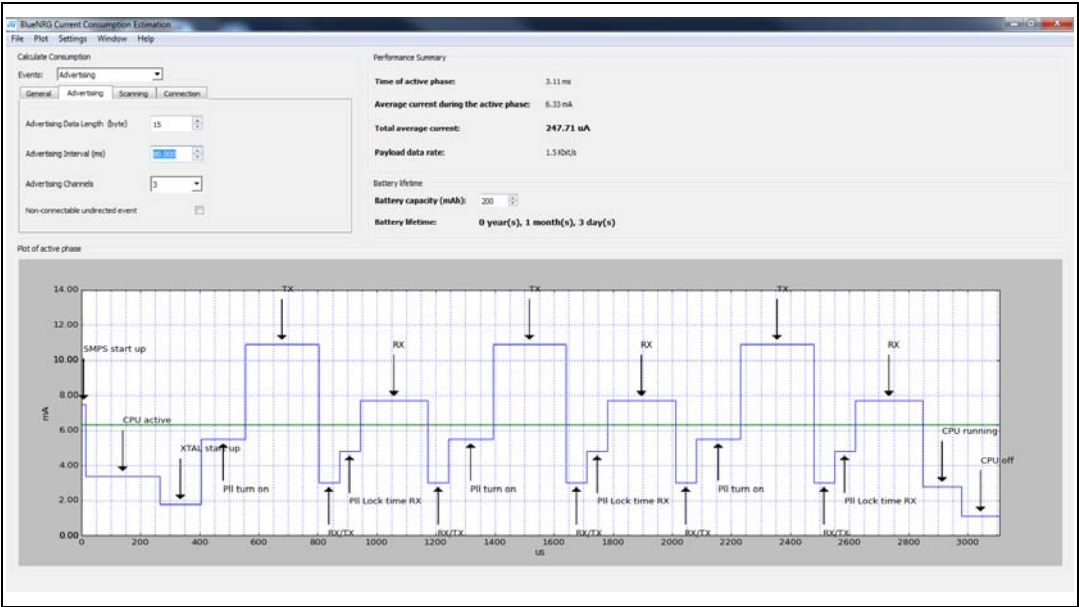 BlueNRG Current Consumption Estimation
File Plot Settings Window Help
Calculate Consumption
Events: Advertising
General Advertising Scanning Connection
Advertising Data Length (byte) 15
Advertising Interval (ms) 80.000
Advertising Channels 3
Non-connectable undirected event
Performance Summary
Time of active phase: 3.11 ms
Average current during the active phase: 6.33 mA
Total average current: 247.71 uA
Payload data rate: 1.5 Kbit/s
Battery lifetime
Battery capacity (mAh): 200
Battery lifetime: 0 year(s), 1 month(s), 3 day(s)
Plot of active phase
14.00
12.00
10.00
8.00
6.00
4.00
2.00
0.00
mA
TX TX TX
SMPS start up
RX RX RX
CPU active
CPU running
XTAL start up
CPU off
Pll turn on Pll turn on Pll turn on
Pll Lock time RX Pll Lock time RX Pll Lock time RX
RX/TX RX/TX RX/TX RX/TX RX/TX
0 200 400 600 800 1000 1200 1400 1600 1800 2000 2200 2400 2600 2800 3000
us